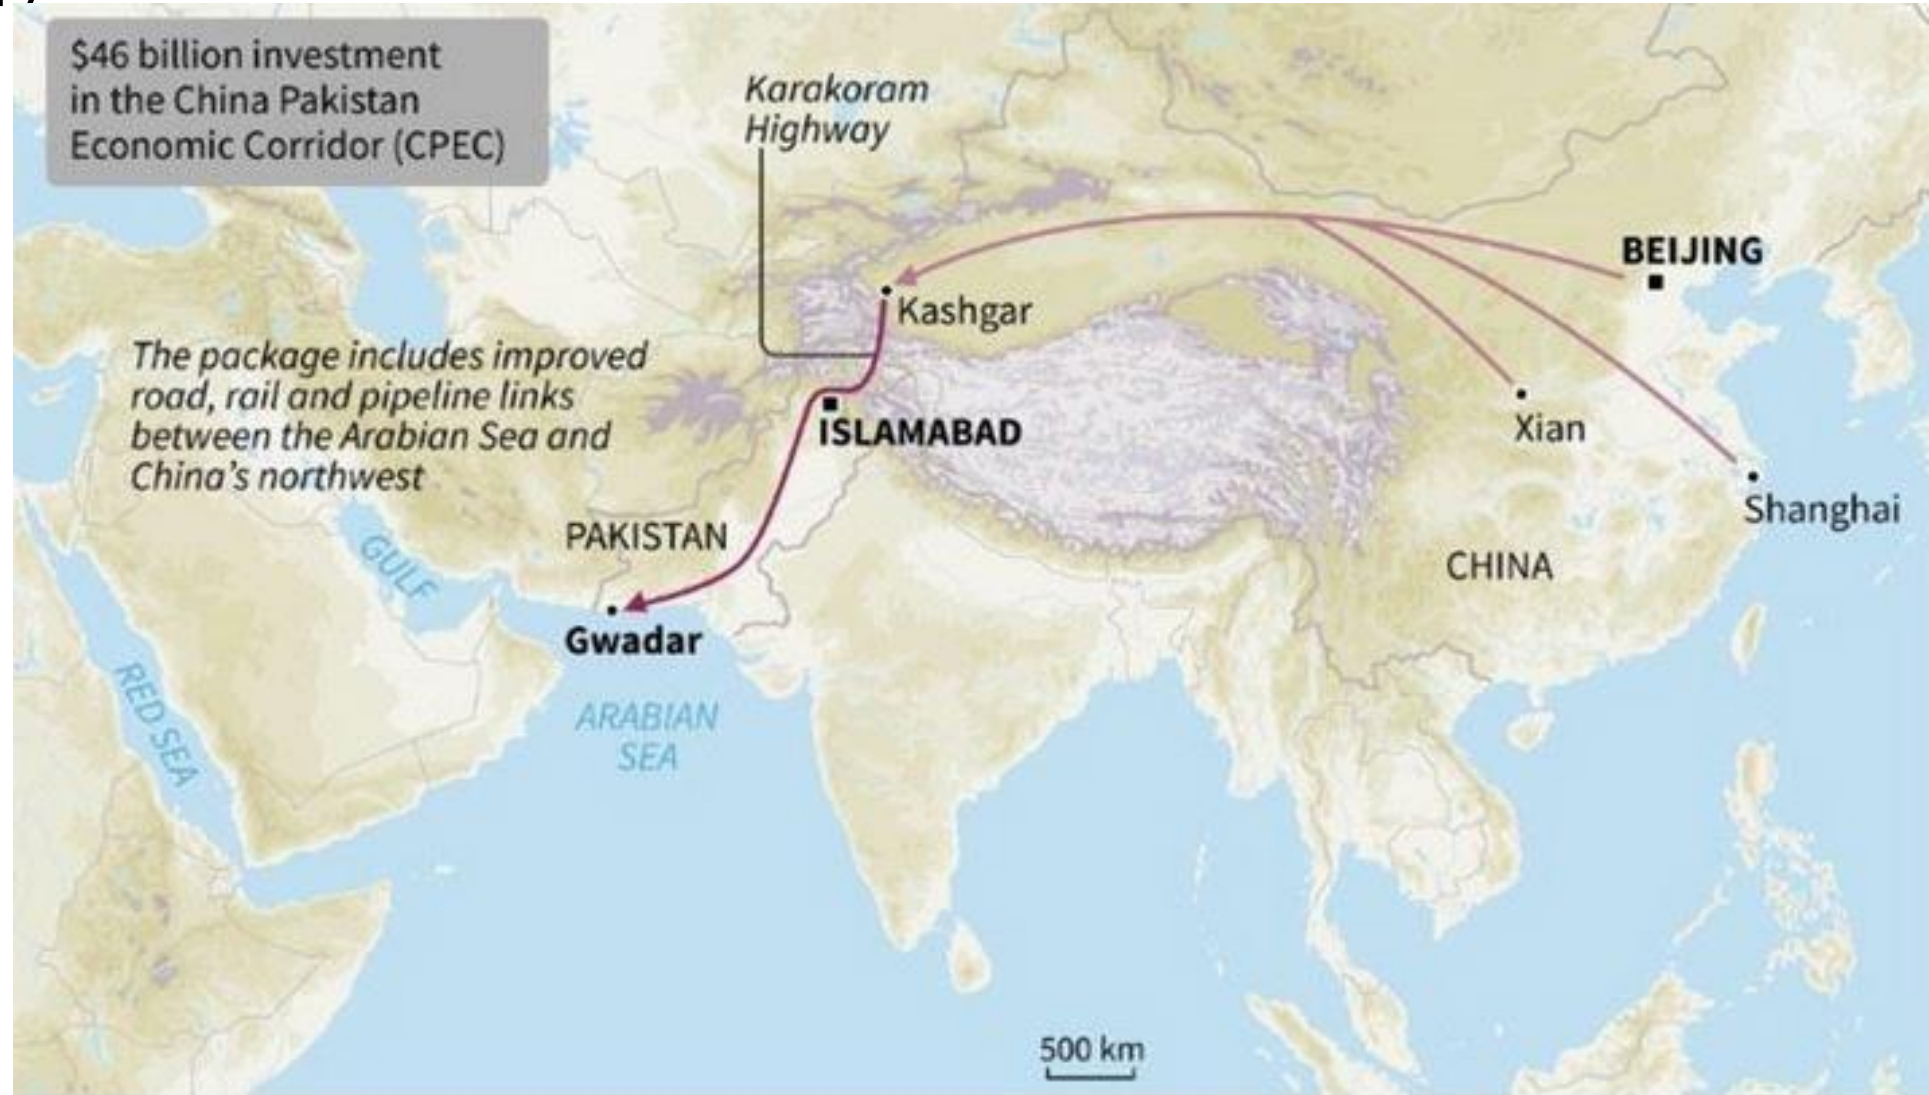 $46 billion investment
in the China Pakistan
Economic Corridor (CPEC)
Karakoram
Highway
BEIJING
Kashgar
The package includes improved
road, rail and pipeline links
between the Arabian Sea and
China's northwest
ISLAMABAD
Xian
Shanghai
PAKISTAN
GULF
CHINA
Gwadar
RED SEA
ARABIAN
SEA
500 km